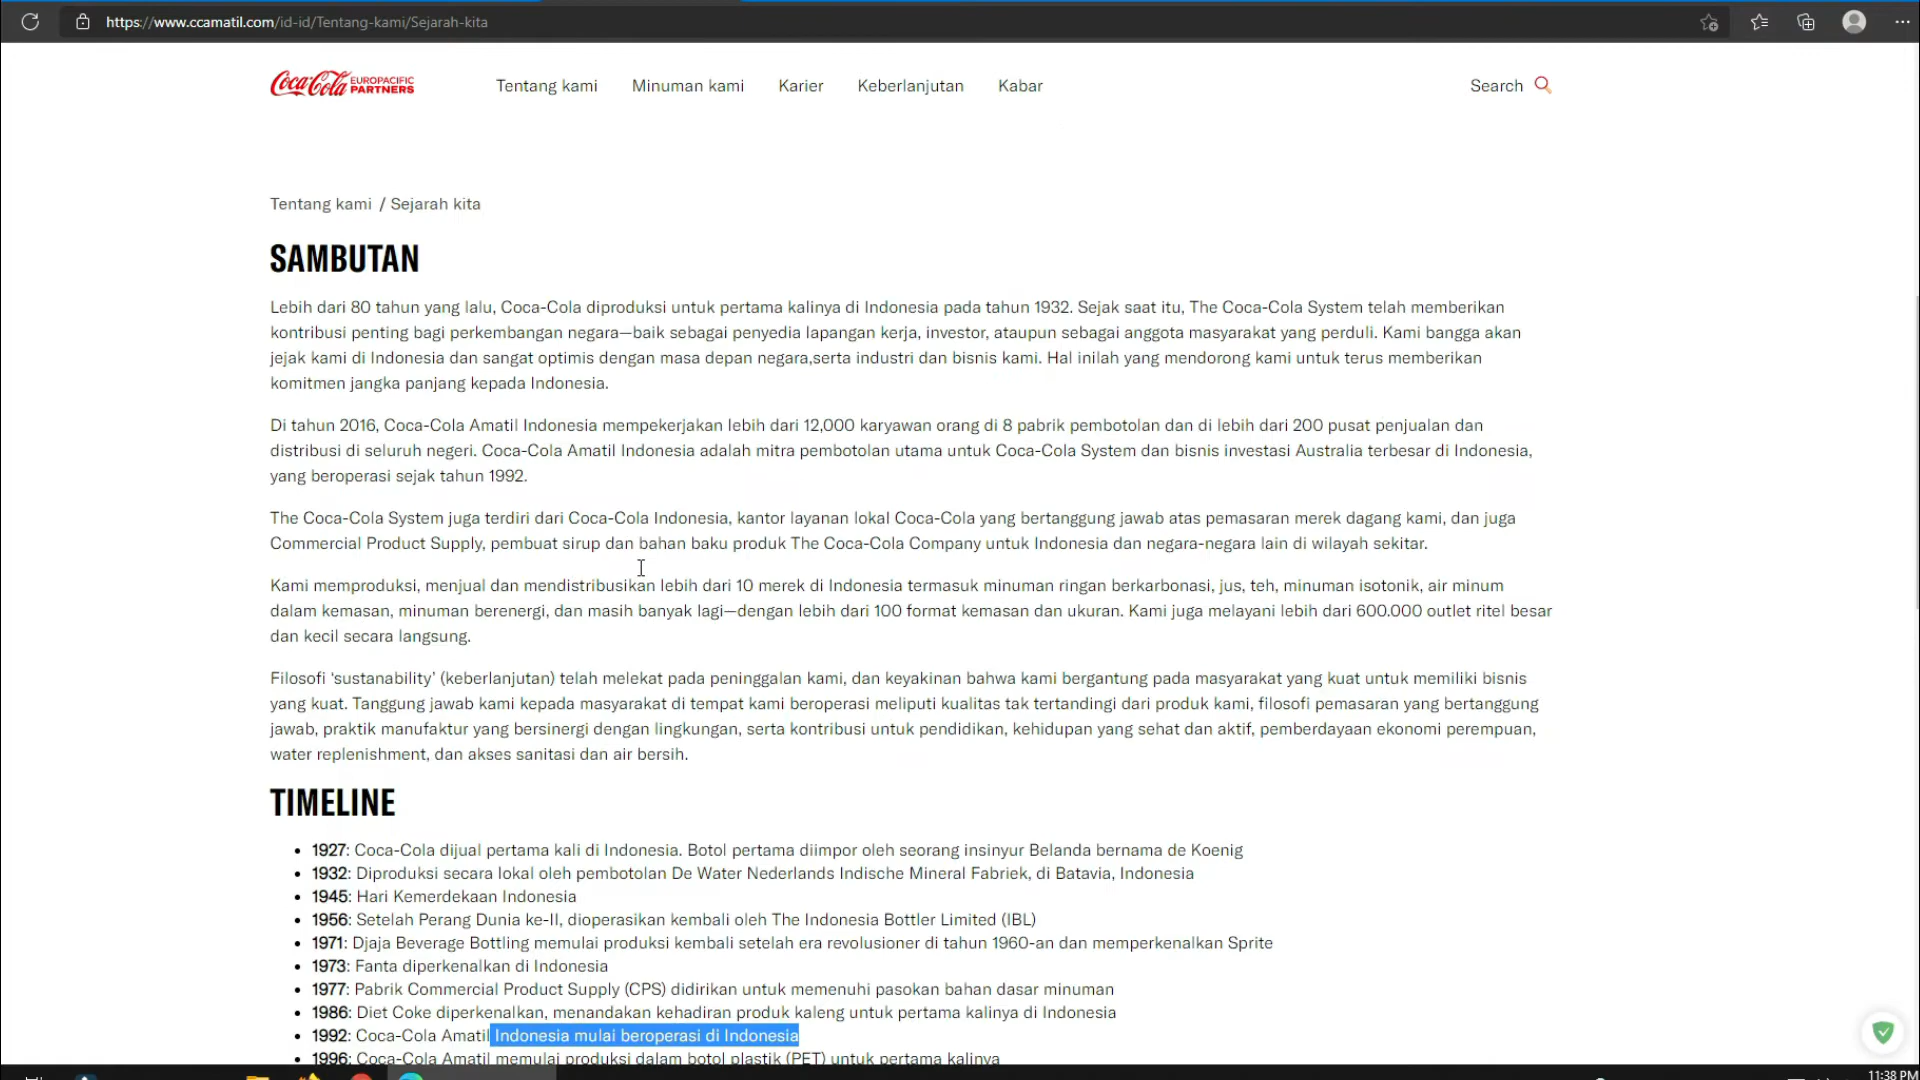 https://www.ccamatil.com/id-id/Tentang-kami/Sejarah-kita
Coca-Cola EUROPACIFIC PARTNERS
Tentang kami
Minuman kami
Karier
Keberlanjutan
Kabar
Search
Tentang kami / Sejarah kita
SAMBUTAN
Lebih dari 80 tahun yang lalu, Coca-Cola diproduksi untuk pertama kalinya di Indonesia pada tahun 1932. Sejak saat itu, The Coca-Cola System telah memberikan
kontribusi penting bagi perkembangan negara—baik sebagai penyedia lapangan kerja, investor, ataupun sebagai anggota masyarakat yang perduli. Kami bangga akan
jejak kami di Indonesia dan sangat optimis dengan masa depan negara,serta industri dan bisnis kami. Hal inilah yang mendorong kami untuk terus memberikan
komitmen jangka panjang kepada Indonesia.
Di tahun 2016, Coca-Cola Amatil Indonesia mempekerjakan lebih dari 12,000 karyawan orang di 8 pabrik pembotolan dan di lebih dari 200 pusat penjualan dan
distribusi di seluruh negeri. Coca-Cola Amatil Indonesia adalah mitra pembotolan utama untuk Coca-Cola System dan bisnis investasi Australia terbesar di Indonesia,
yang beroperasi sejak tahun 1992.
The Coca-Cola System juga terdiri dari Coca-Cola Indonesia, kantor layanan lokal Coca-Cola yang bertanggung jawab atas pemasaran merek dagang kami, dan juga
Commercial Product Supply, pembuat sirup dan bahan baku produk The Coca-Cola Company untuk Indonesia dan negara-negara lain di wilayah sekitar.
Kami memproduksi, menjual dan mendistribusikan lebih dari 10 merek di Indonesia termasuk minuman ringan berkarbonasi, jus, teh, minuman isotonik, air minum
dalam kemasan, minuman berenergi, dan masih banyak lagi—dengan lebih dari 100 format kemasan dan ukuran. Kami juga melayani lebih dari 600.000 outlet ritel besar
dan kecil secara langsung.
Filosofi ‘sustanability’ (keberlanjutan) telah melekat pada peninggalan kami, dan keyakinan bahwa kami bergantung pada masyarakat yang kuat untuk memiliki bisnis
yang kuat. Tanggung jawab kami kepada masyarakat di tempat kami beroperasi meliputi kualitas tak tertandingi dari produk kami, filosofi pemasaran yang bertanggung
jawab, praktik manufaktur yang bersinergi dengan lingkungan, serta kontribusi untuk pendidikan, kehidupan yang sehat dan aktif, pemberdayaan ekonomi perempuan,
water replenishment, dan akses sanitasi dan air bersih.
TIMELINE
• 1927: Coca-Cola dijual pertama kali di Indonesia. Botol pertama diimpor oleh seorang insinyur Belanda bernama de Koenig
• 1932: Diproduksi secara lokal oleh pembotolan De Water Nederlands Indische Mineral Fabriek, di Batavia, Indonesia
• 1945: Hari Kemerdekaan Indonesia
• 1956: Setelah Perang Dunia ke-II, dioperasikan kembali oleh The Indonesia Bottler Limited (IBL)
• 1971: Djaja Beverage Bottling memulai produksi kembali setelah era revolusioner di tahun 1960-an dan memperkenalkan Sprite
• 1973: Fanta diperkenalkan di Indonesia
• 1977: Pabrik Commercial Product Supply (CPS) didirikan untuk memenuhi pasokan bahan dasar minuman
• 1986: Diet Coke diperkenalkan, menandakan kehadiran produk kaleng untuk pertama kalinya di Indonesia
• 1992: Coca-Cola Amatil Indonesia mulai beroperasi di Indonesia
• 1996: Coca-Cola Amatil memulai produksi dalam botol plastik (PET) untuk pertama kalinya
11:38 PM